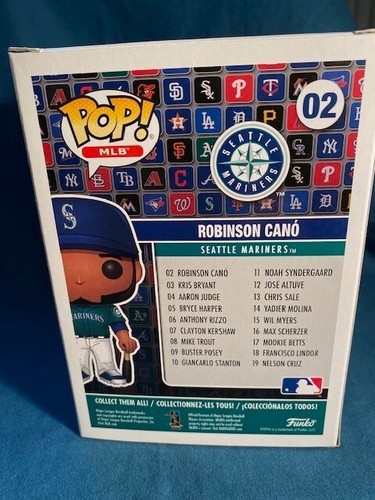 POP!
MLB
02
SEATTLE
MARINERS
TM
ROBINSON CANÓ
SEATTLE MARINERS™
S
MARINERS
02 ROBINSON CANÓ
03 KRIS BRYANT
04 AARON JUDGE
05 BRYCE HARPER
06 ANTHONY RIZZO
07 CLAYTON KERSHAW
08 MIKE TROUT
09 BUSTER POSEY
10 GIANCARLO STANTON
11 NOAH SYNDERGAARD
12 JOSÉ ALTUVE
13 CHRIS SALE
14 YADIER MOLINA
15 WIL MYERS
16 MAX SCHERZER
17 MOOKIE BETTS
18 FRANCISCO LINDOR
19 NELSON CRUZ
COLLECT THEM ALL! / COLLECTIONNEZ-LES TOUS! / ¡COLECCIÓNALOS TODOS!
Funko